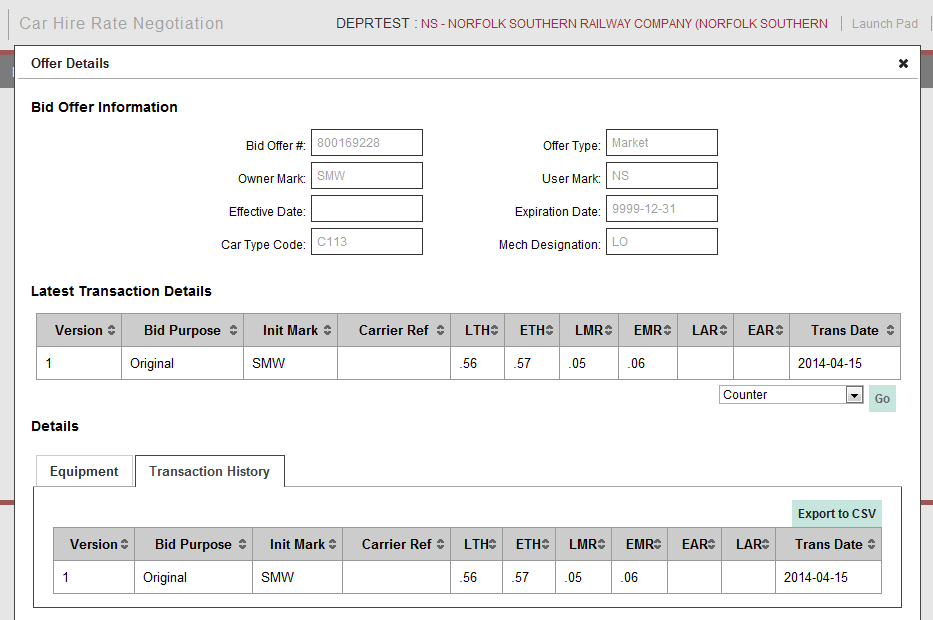 Car Hire Rate Negotiation DEPRTEST : NS - NORFOLK SOUTHERN RAILWAY COMPANY (NORFOLK SOUTHERN Launch Pad
Offer Details
Bid Offer Information
Bid Offer #: 800169228 Offer Type: Market
Owner Mark: SMW User Mark: NS
Effective Date: Expiration Date: 9999-12-31
Car Type Code: C113 Mech Designation: LO
Latest Transaction Details
Version Bid Purpose Init Mark Carrier Ref LTH ETH LMR EMR LAR EAR Trans Date
1 Original SMW .56 .57 .05 .06 2014-04-15
Counter Go
Details
Equipment Transaction History
Export to CSV
Version Bid Purpose Init Mark Carrier Ref LTH ETH LMR EMR EAR LAR Trans Date
1 Original SMW .56 .57 .05 .06 2014-04-15